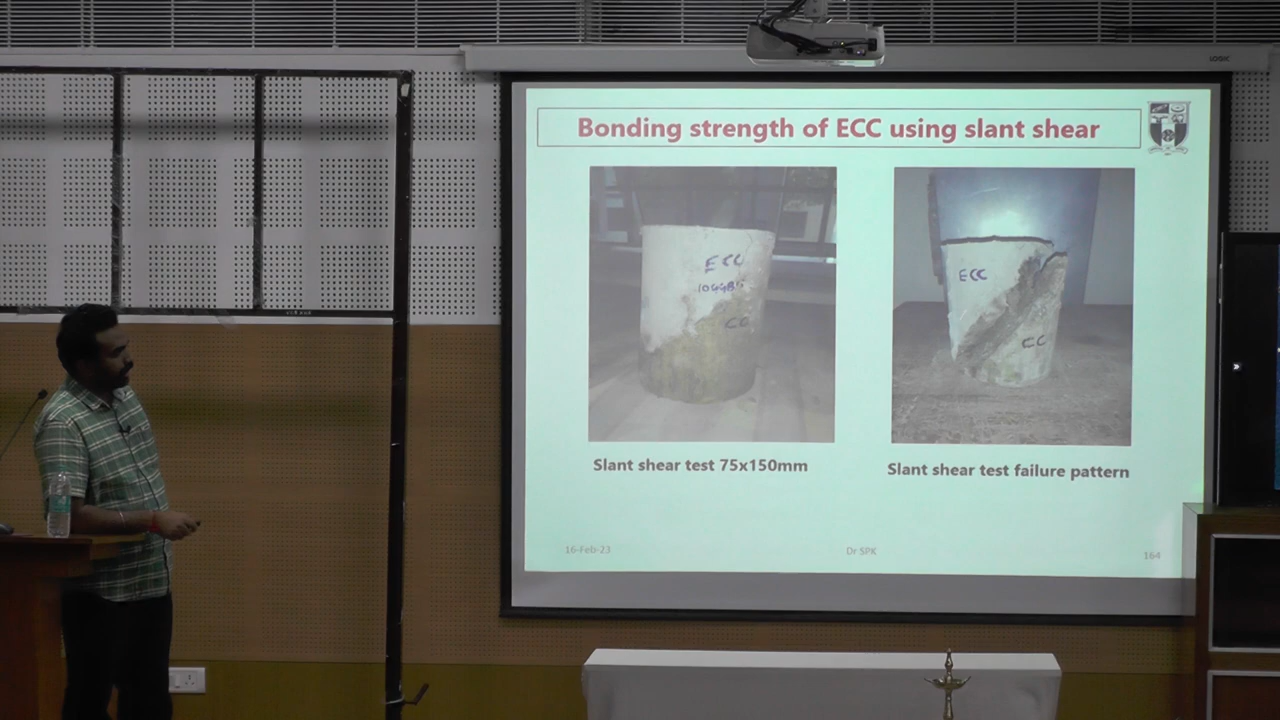 LOGIC
Bonding strength of ECC using slant shear
ECC
CC
ECC
CC
Slant shear test 75x150mm
Slant shear test failure pattern
16-Feb-23
Dr SPK
164